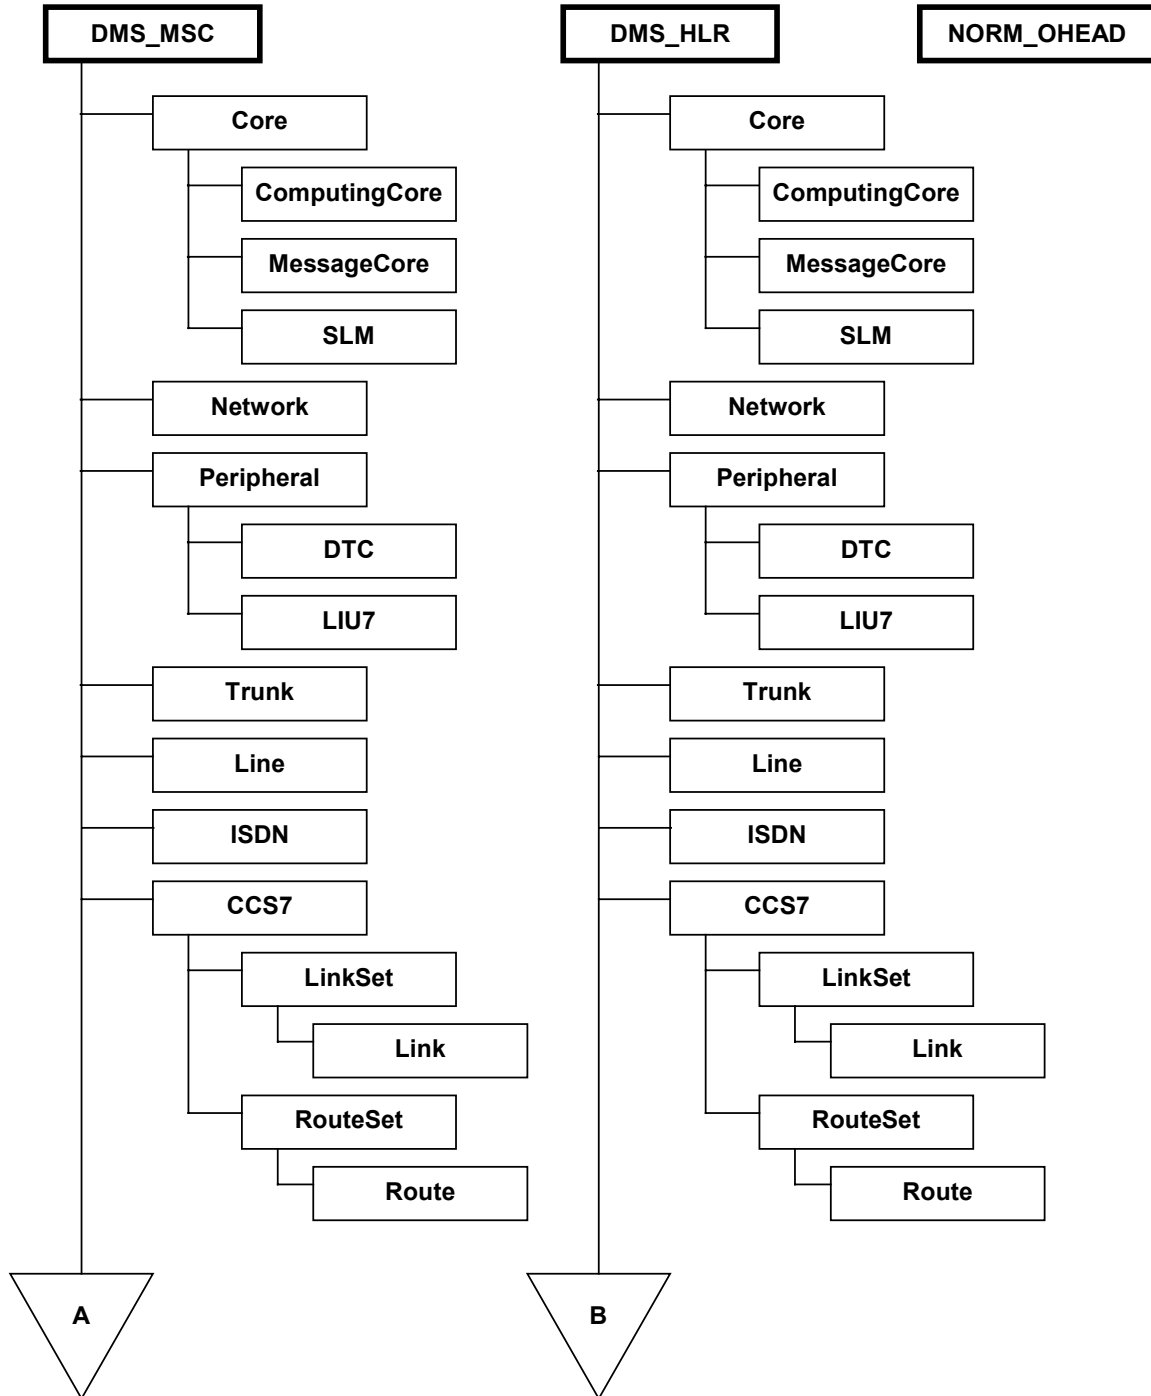 DMS_MSC
Core
ComputingCore
MessageCore
SLM
Network
Peripheral
DTC
LIU7
Trunk
Line
ISDN
CCS7
LinkSet
Link
RouteSet
Route
A
DMS_HLR
Core
ComputingCore
MessageCore
SLM
Network
Peripheral
DTC
LIU7
Trunk
Line
ISDN
CCS7
LinkSet
Link
RouteSet
Route
B
NORM_OHEAD